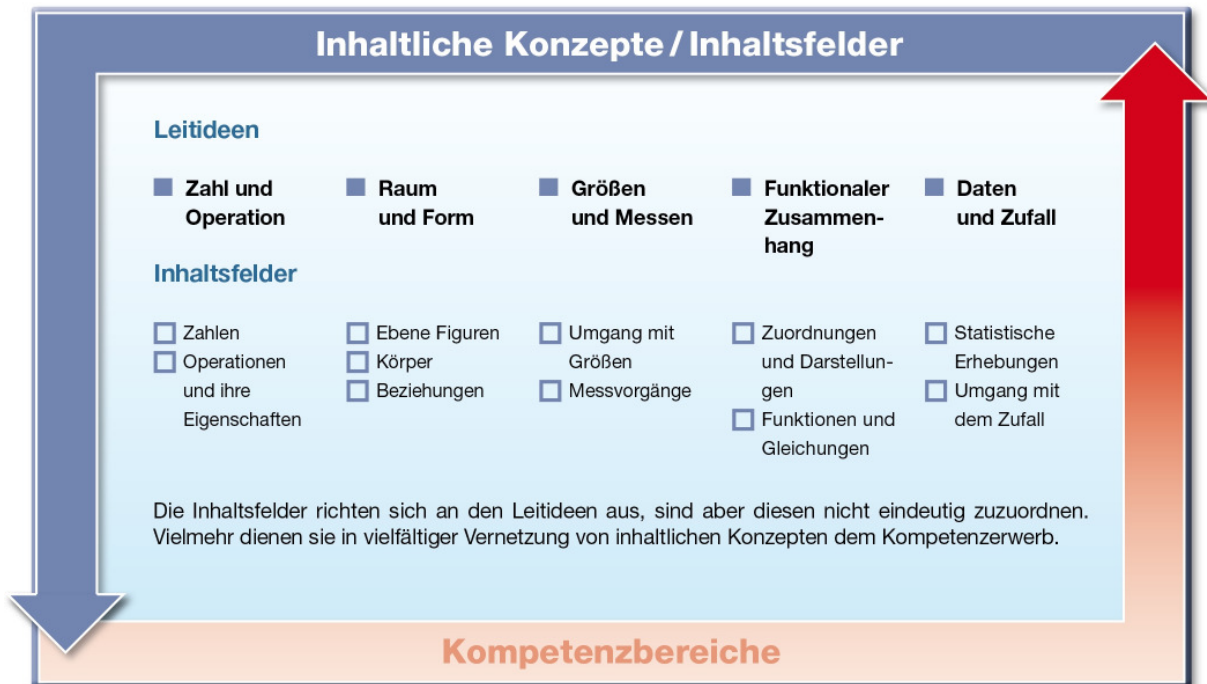 Inhaltliche Konzepte / Inhaltsfelder
Leitideen
Zahl und
Operation
Raum
und Form
Größen
und Messen
Funktionaler
Zusammen-
hang
Daten
und Zufall
Inhaltsfelder
Zahlen
Operationen
und ihre
Eigenschaften
Ebene Figuren
Körper
Beziehungen
Umgang mit
Größen
Messvorgänge
Zuordnungen
und Darstellun-
gen
Funktionen und
Gleichungen
Statistische
Erhebungen
Umgang mit
dem Zufall
Die Inhaltsfelder richten sich an den Leitideen aus, sind aber diesen nicht eindeutig zuzuordnen.
Vielmehr dienen sie in vielfältiger Vernetzung von inhaltlichen Konzepten dem Kompetenzerwerb.
Kompetenzbereiche